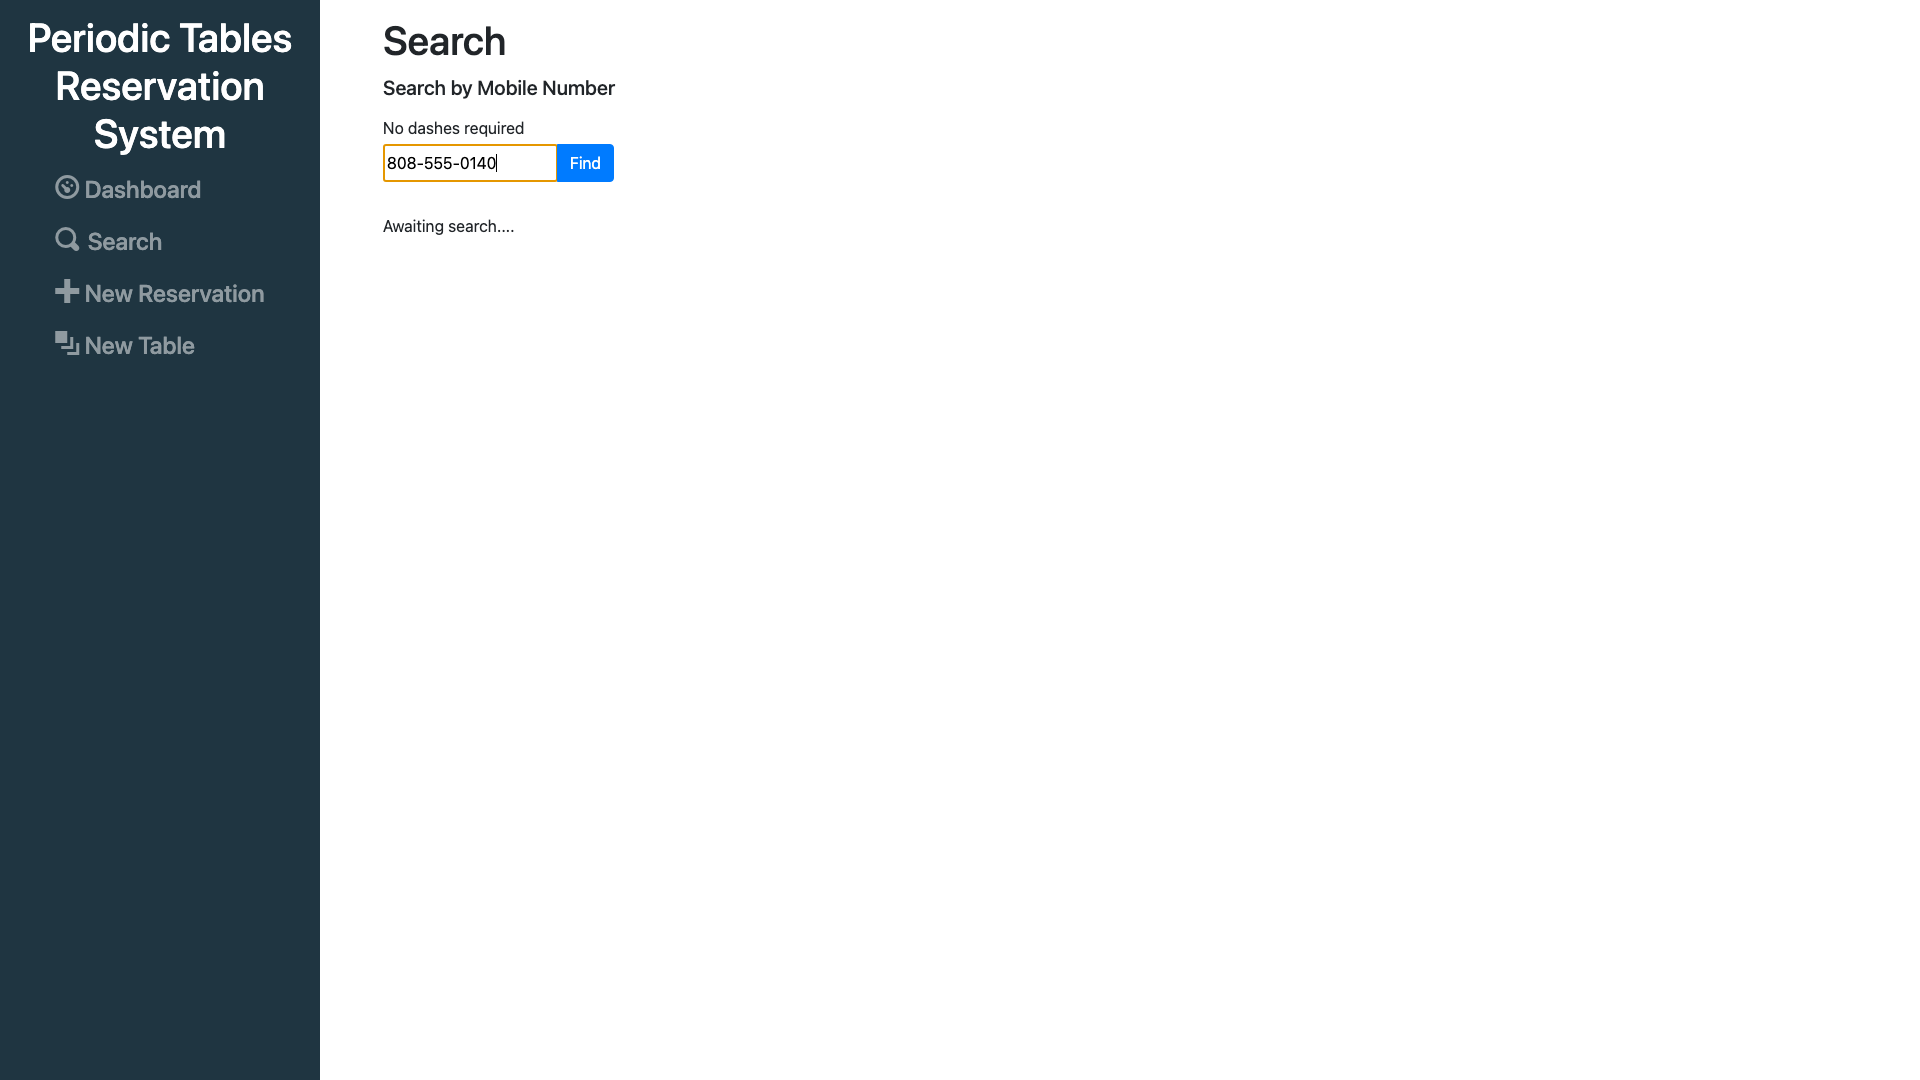 Periodic Tables
Reservation
System
Dashboard
Search
New Reservation
New Table
Search
Search by Mobile Number
No dashes required
808-555-0140
Find
Awaiting search....